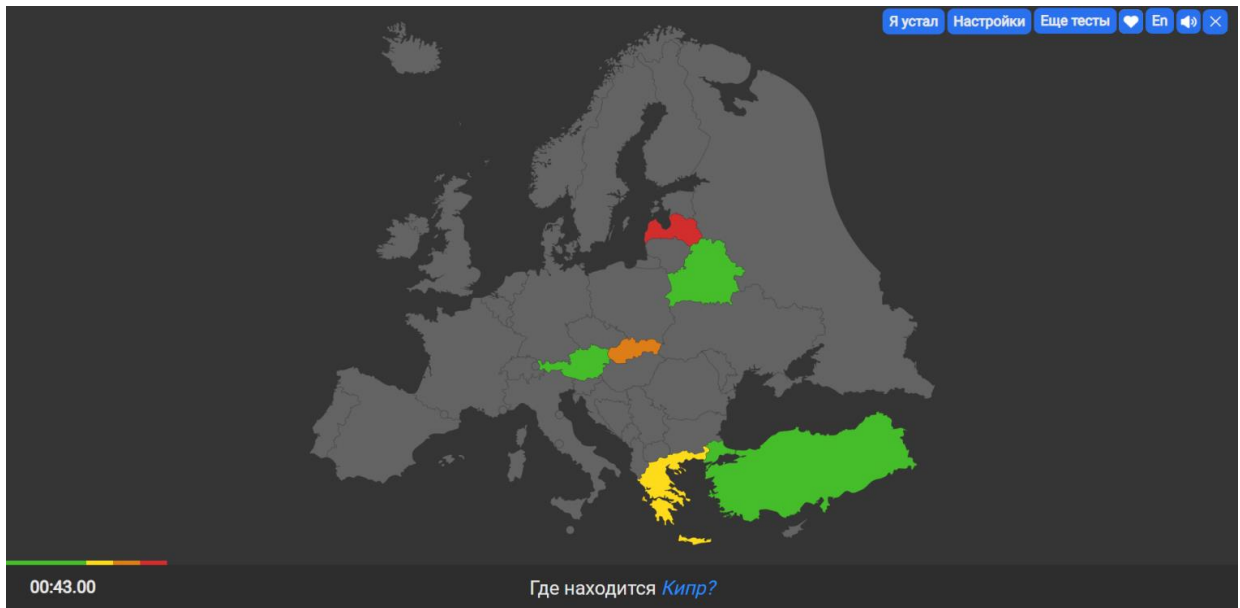 Я устал Настройки Еще тесты En
00:43.00 Где находится Кипр?